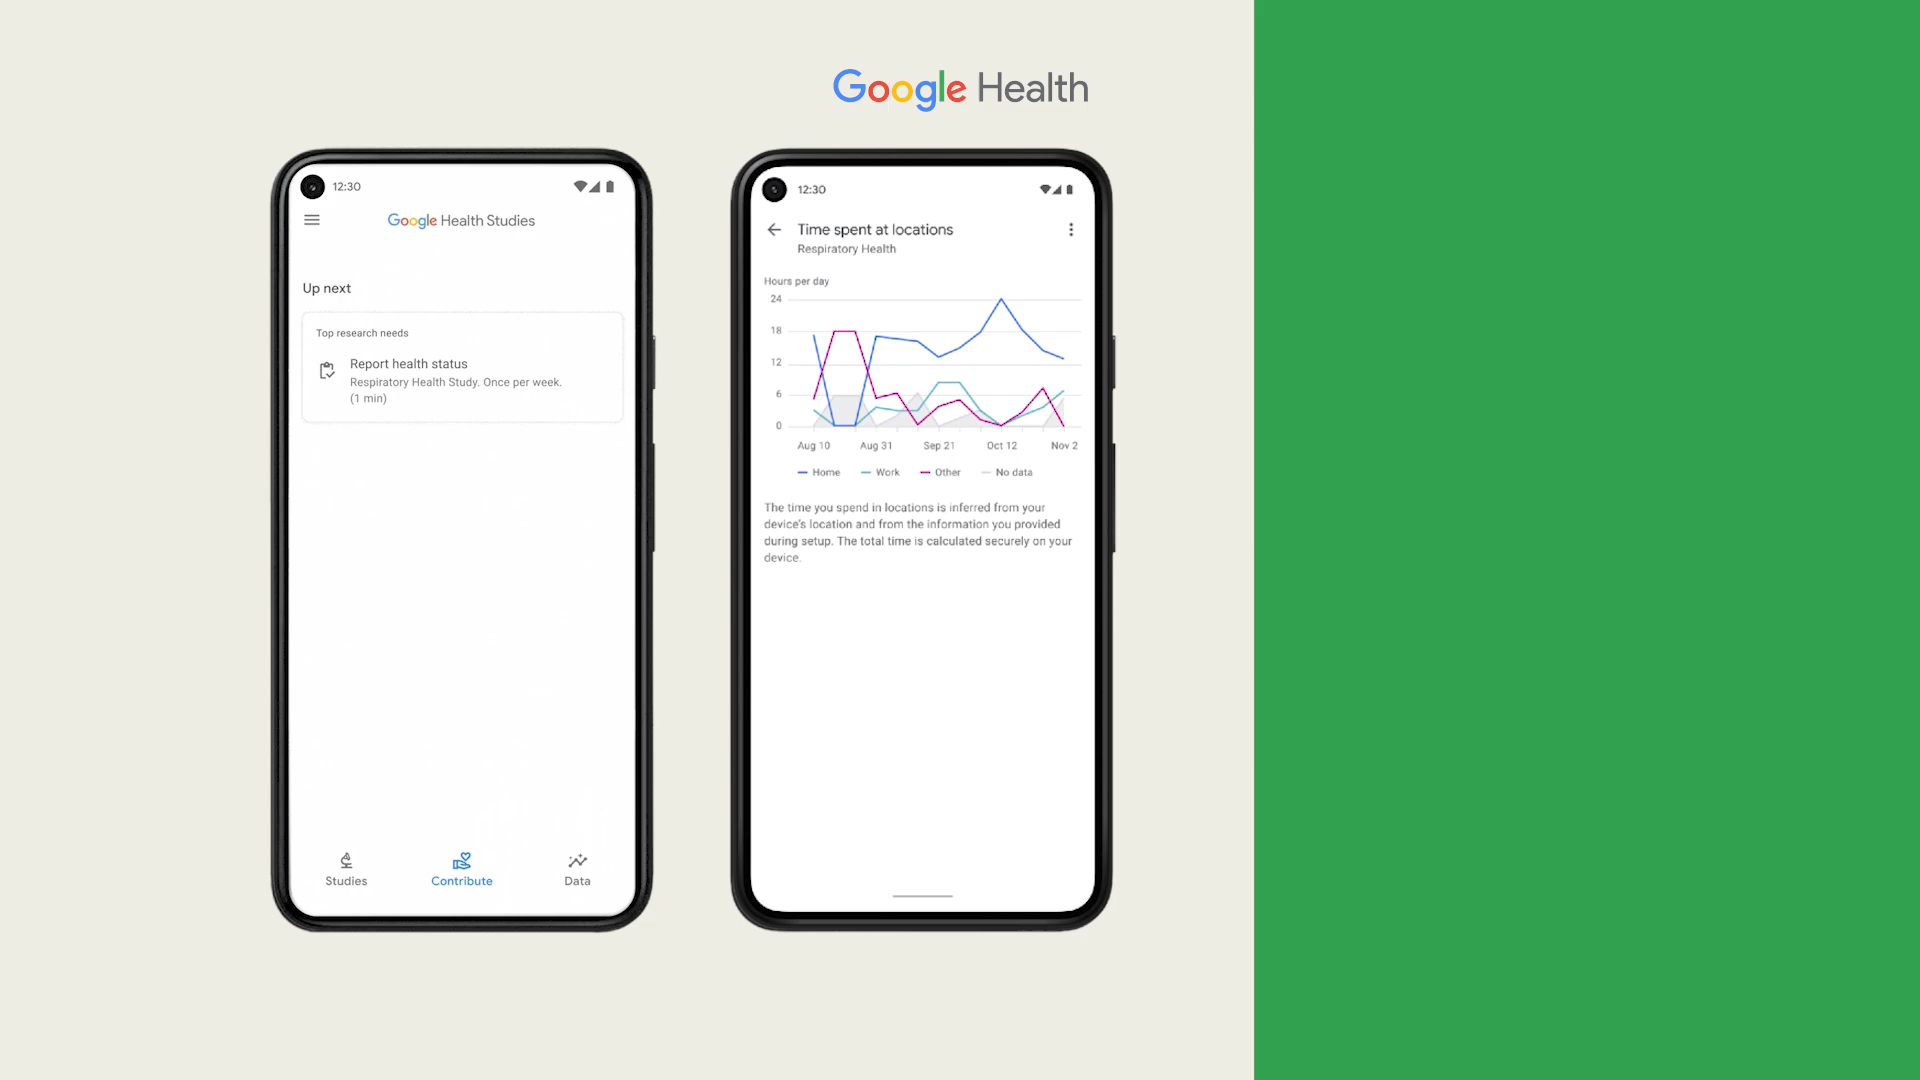 Google Health
12:30
Google Health Studies
Up next
Top research needs
Report health status
Respiratory Health Study. Once per week.
(1 min)
Studies
Contribute
Data
12:30
Time spent at locations
Respiratory Health
Hours per day
24
18
12
6
0
Aug 10 Aug 31 Sep 21 Oct 12 Nov 2
Home Work Other No data
The time you spend in locations is inferred from your
device's location and from the information you provided
during setup. The total time is calculated securely on your
device.